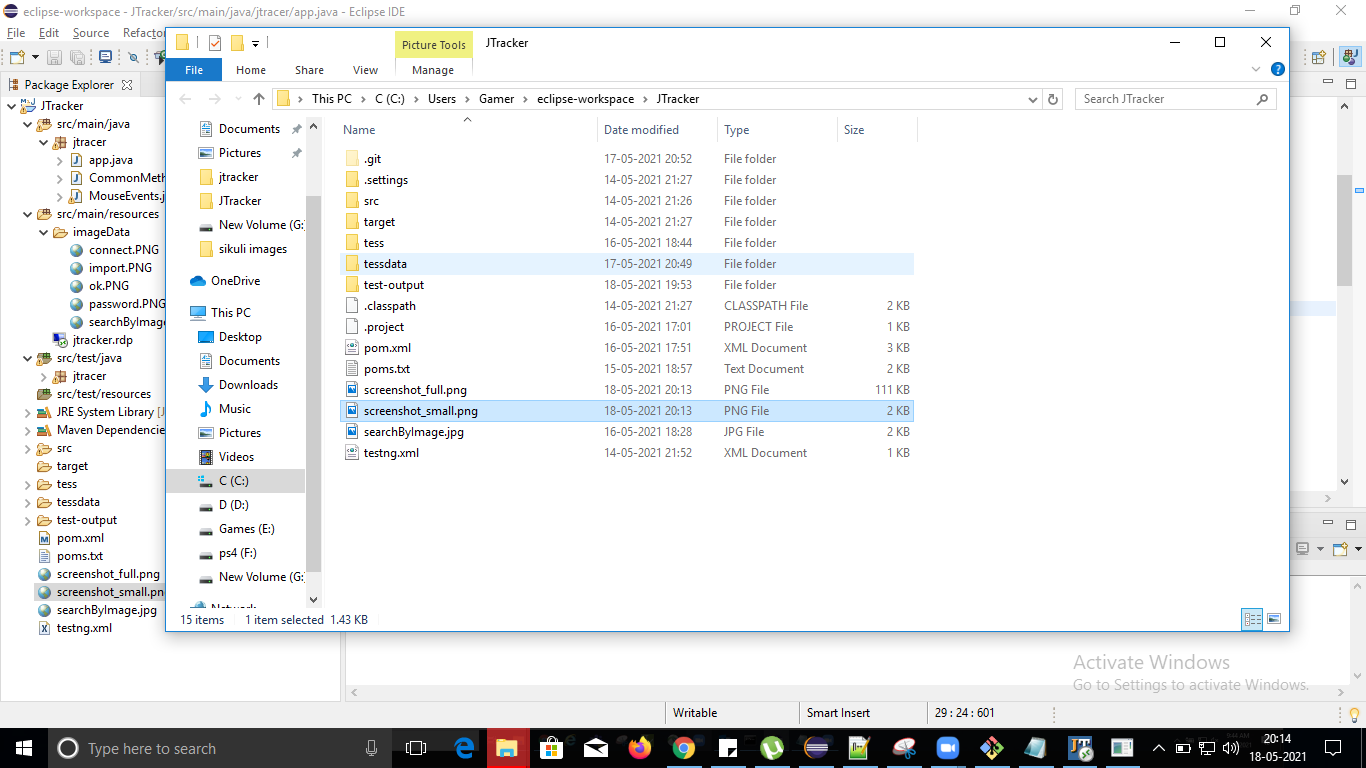 eclipse-workspace - JTracker/src/main/java/jtracer/app.java - Eclipse IDE
File Edit Source Refactor
Package Explorer
JTracker
src/main/java
jtracer
app.java
CommonMeth
MouseEvents.j
src/main/resources
imageData
connect.PNG
import.PNG
ok.PNG
password.PNG
searchByImage
jtracker.rdp
src/test/java
jtracer
src/test/resources
JRE System Library [J
Maven Dependencie
src
target
tess
tessdata
test-output
pom.xml
poms.txt
screenshot_full.png
screenshot_small.png
searchByImage.jpg
testng.xml
Picture Tools JTracker
File Home Share View Manage
This PC > C (C:) > Users > Gamer > eclipse-workspace > JTracker
Search JTracker
Documents
Pictures
jtracker
JTracker
New Volume (G:
sikuli images
OneDrive
This PC
Desktop
Documents
Downloads
Music
Pictures
Videos
C (C:)
D (D:)
Games (E:)
ps4 (F:)
New Volume (G:
Network
Name Date modified Type Size
.git 17-05-2021 20:52 File folder
.settings 14-05-2021 21:27 File folder
src 14-05-2021 21:26 File folder
target 14-05-2021 21:27 File folder
tess 16-05-2021 18:44 File folder
tessdata 17-05-2021 20:49 File folder
test-output 18-05-2021 19:53 File folder
.classpath 14-05-2021 21:27 CLASSPATH File 2 KB
.project 16-05-2021 17:01 PROJECT File 1 KB
pom.xml 16-05-2021 17:51 XML Document 3 KB
poms.txt 15-05-2021 18:57 Text Document 2 KB
screenshot_full.png 18-05-2021 20:13 PNG File 111 KB
screenshot_small.png 18-05-2021 20:13 PNG File 2 KB
searchByImage.jpg 16-05-2021 18:28 JPG File 2 KB
testng.xml 14-05-2021 21:52 XML Document 1 KB
15 items 1 item selected 1.43 KB
Activate Windows
Go to Settings to activate Windows.
Writable Smart Insert 29 : 24 : 601
Type here to search
20:14
18-05-2021